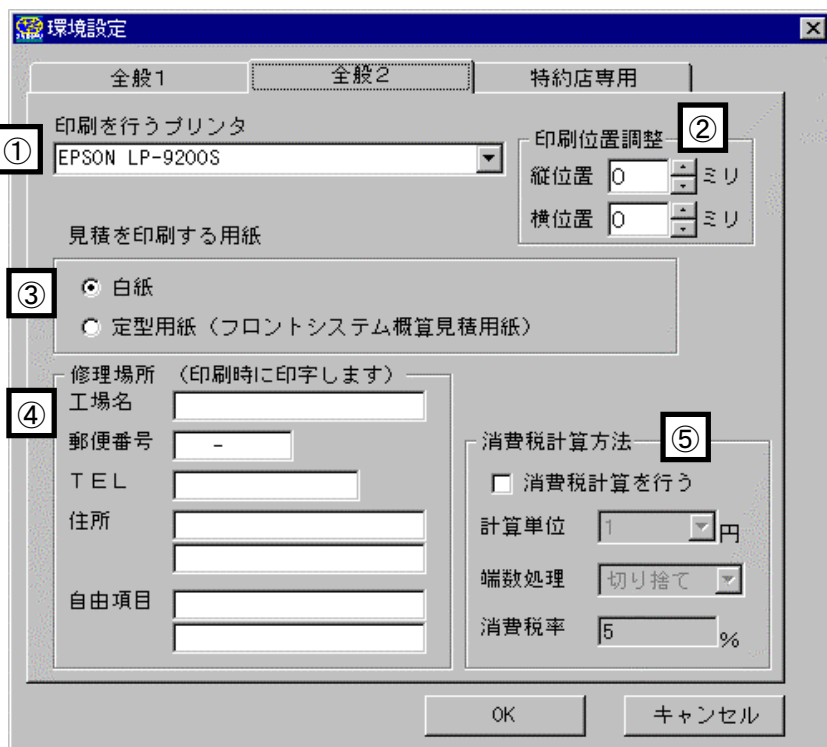 環境設定
全般1
全般2
特約店専用
①
印刷を行うプリンタ
EPSON LP-9200S
②
印刷位置調整
縦位置 0 ミリ
横位置 0 ミリ
見積を印刷する用紙
③
白紙
定型用紙（フロントシステム概算見積用紙）
④
修理場所 （印刷時に印字します）
工場名
郵便番号 -
ＴＥＬ
住所
自由項目
⑤
消費税計算方法
消費税計算を行う
計算単位 1 円
端数処理 切り捨て
消費税率 5 %
OK
キャンセル